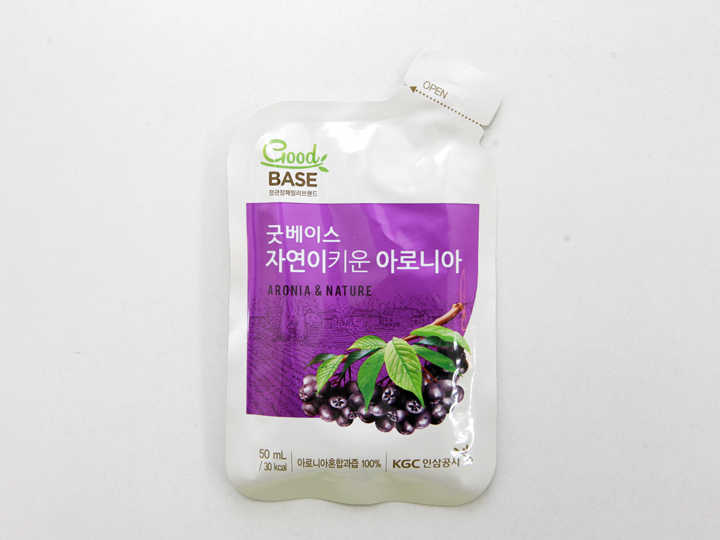 OPEN
Good
BASE
정관장패밀리브랜드
굿베이스
자연이키운 아로니아
ARONIA & NATURE
50 mL
/ 30 kcal
아로니아혼합과즙 100%
KGC 인삼공사